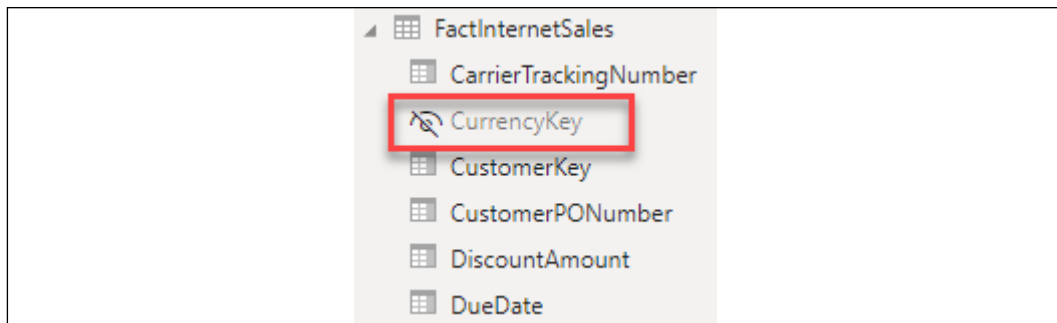 FactInternetSales
CarrierTrackingNumber
CurrencyKey
CustomerKey
CustomerPONumber
DiscountAmount
DueDate